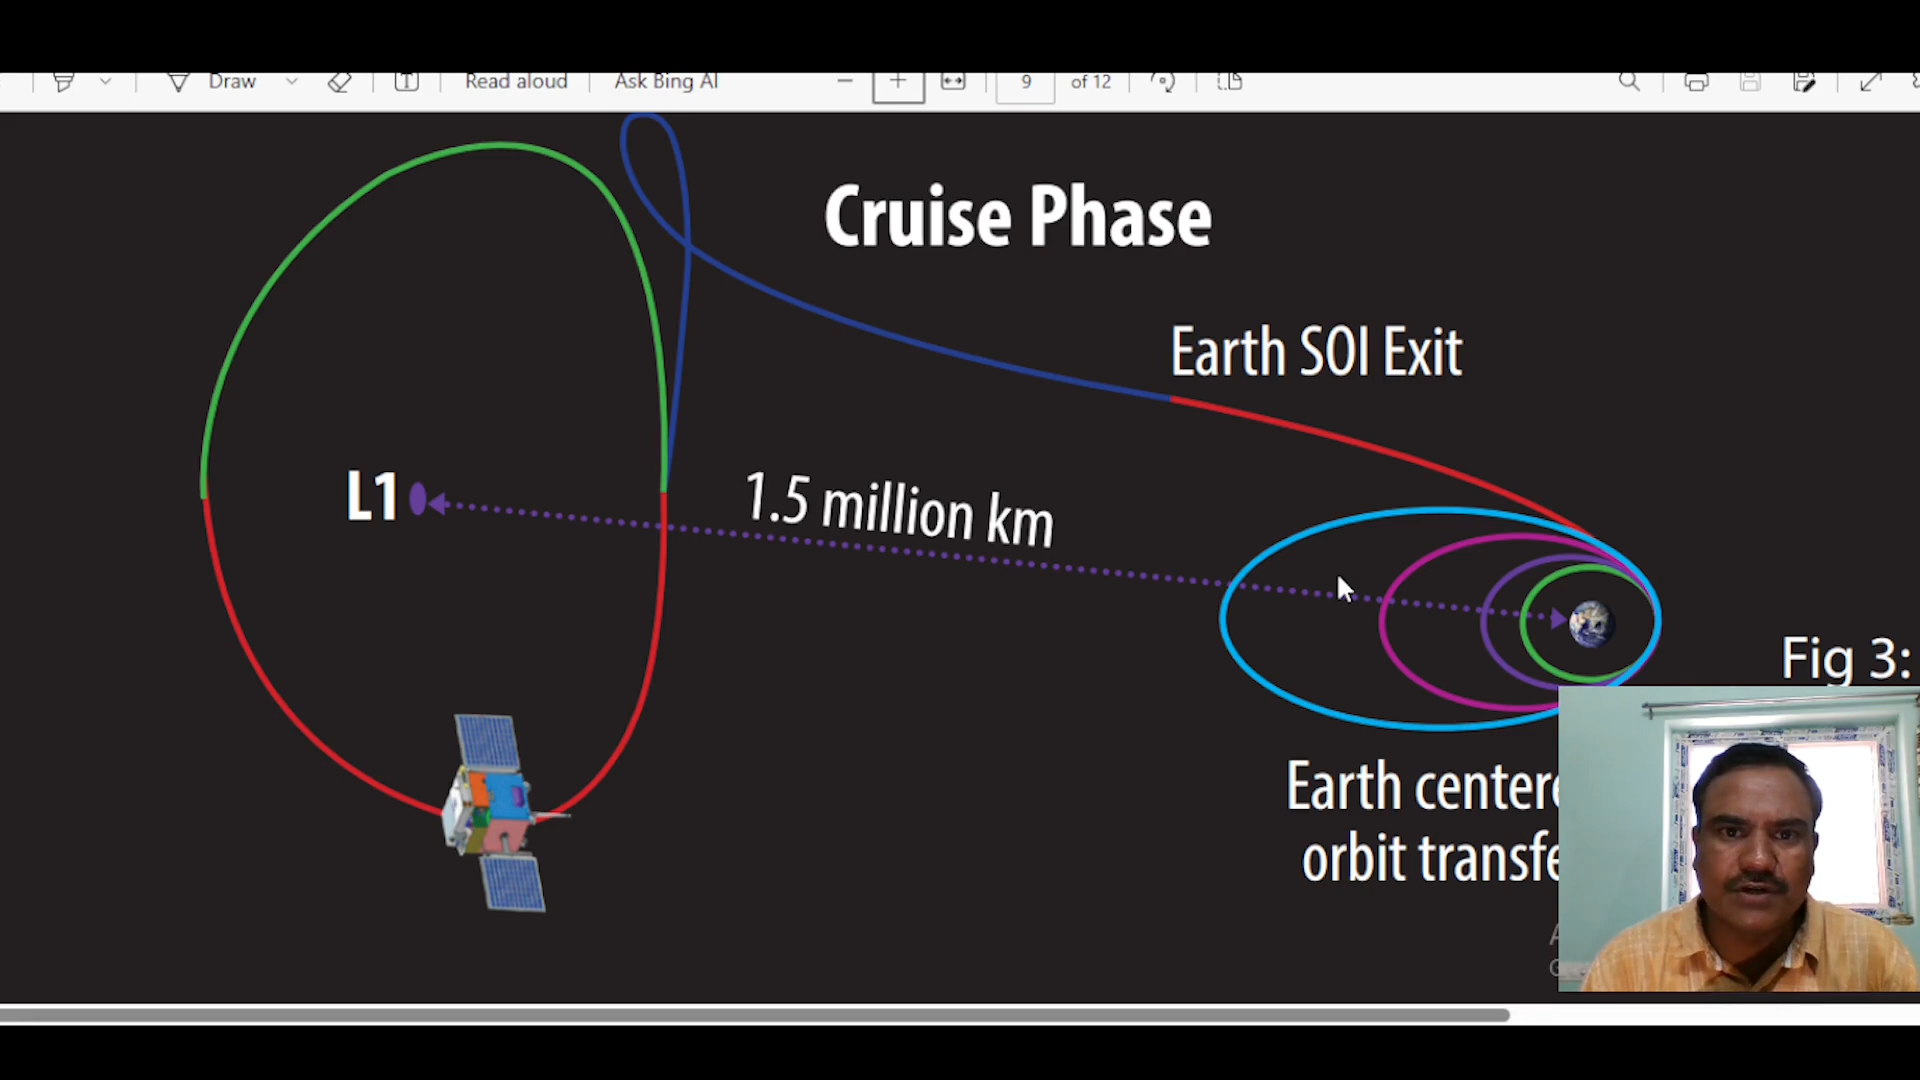 Draw Read aloud Ask Bing AI 9 of 12
Cruise Phase
Earth SOI Exit
L1
1.5 million km
Fig 3:
Earth centere
orbit transfe